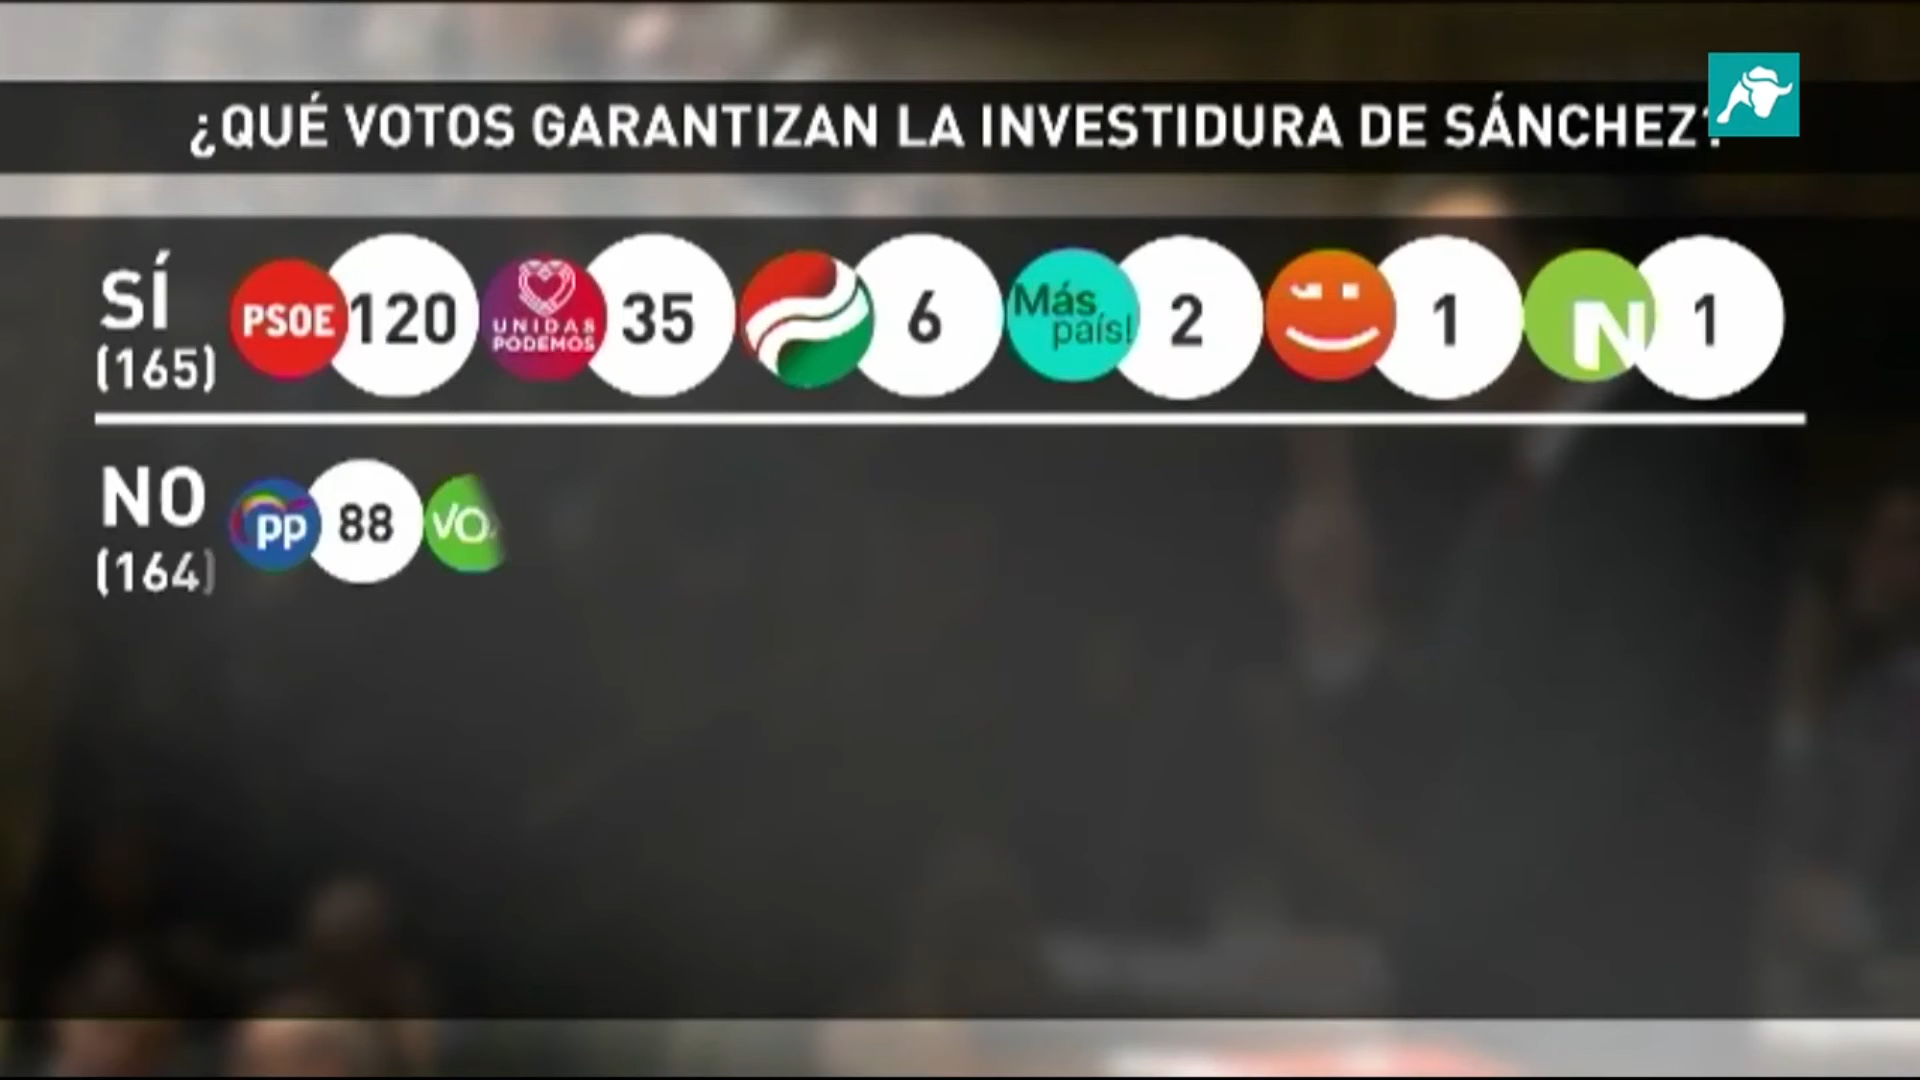 ¿QUÉ VOTOS GARANTIZAN LA INVESTIDURA DE SÁNCHEZ?
SÍ
(165)
PSOE 120 UNIDAS PODEMOS 35 6 Más país! 2 1 N 1
NO
(164)
PP 88 VO